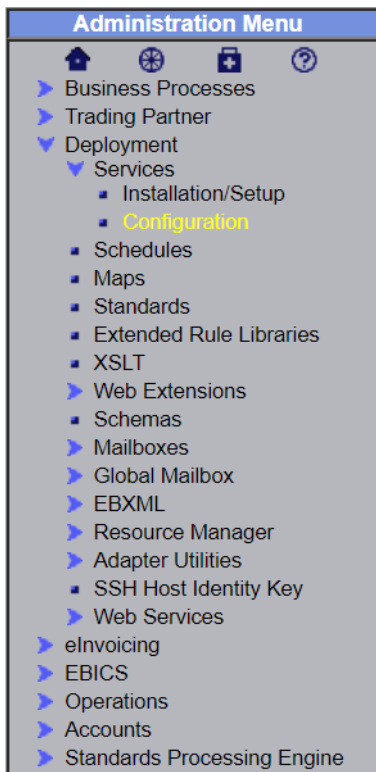 Administration Menu
Business Processes
Trading Partner
Deployment
Services
Installation/Setup
Configuration
Schedules
Maps
Standards
Extended Rule Libraries
XSLT
Web Extensions
Schemas
Mailboxes
Global Mailbox
EBXML
Resource Manager
Adapter Utilities
SSH Host Identity Key
Web Services
eInvoicing
EBICS
Operations
Accounts
Standards Processing Engine